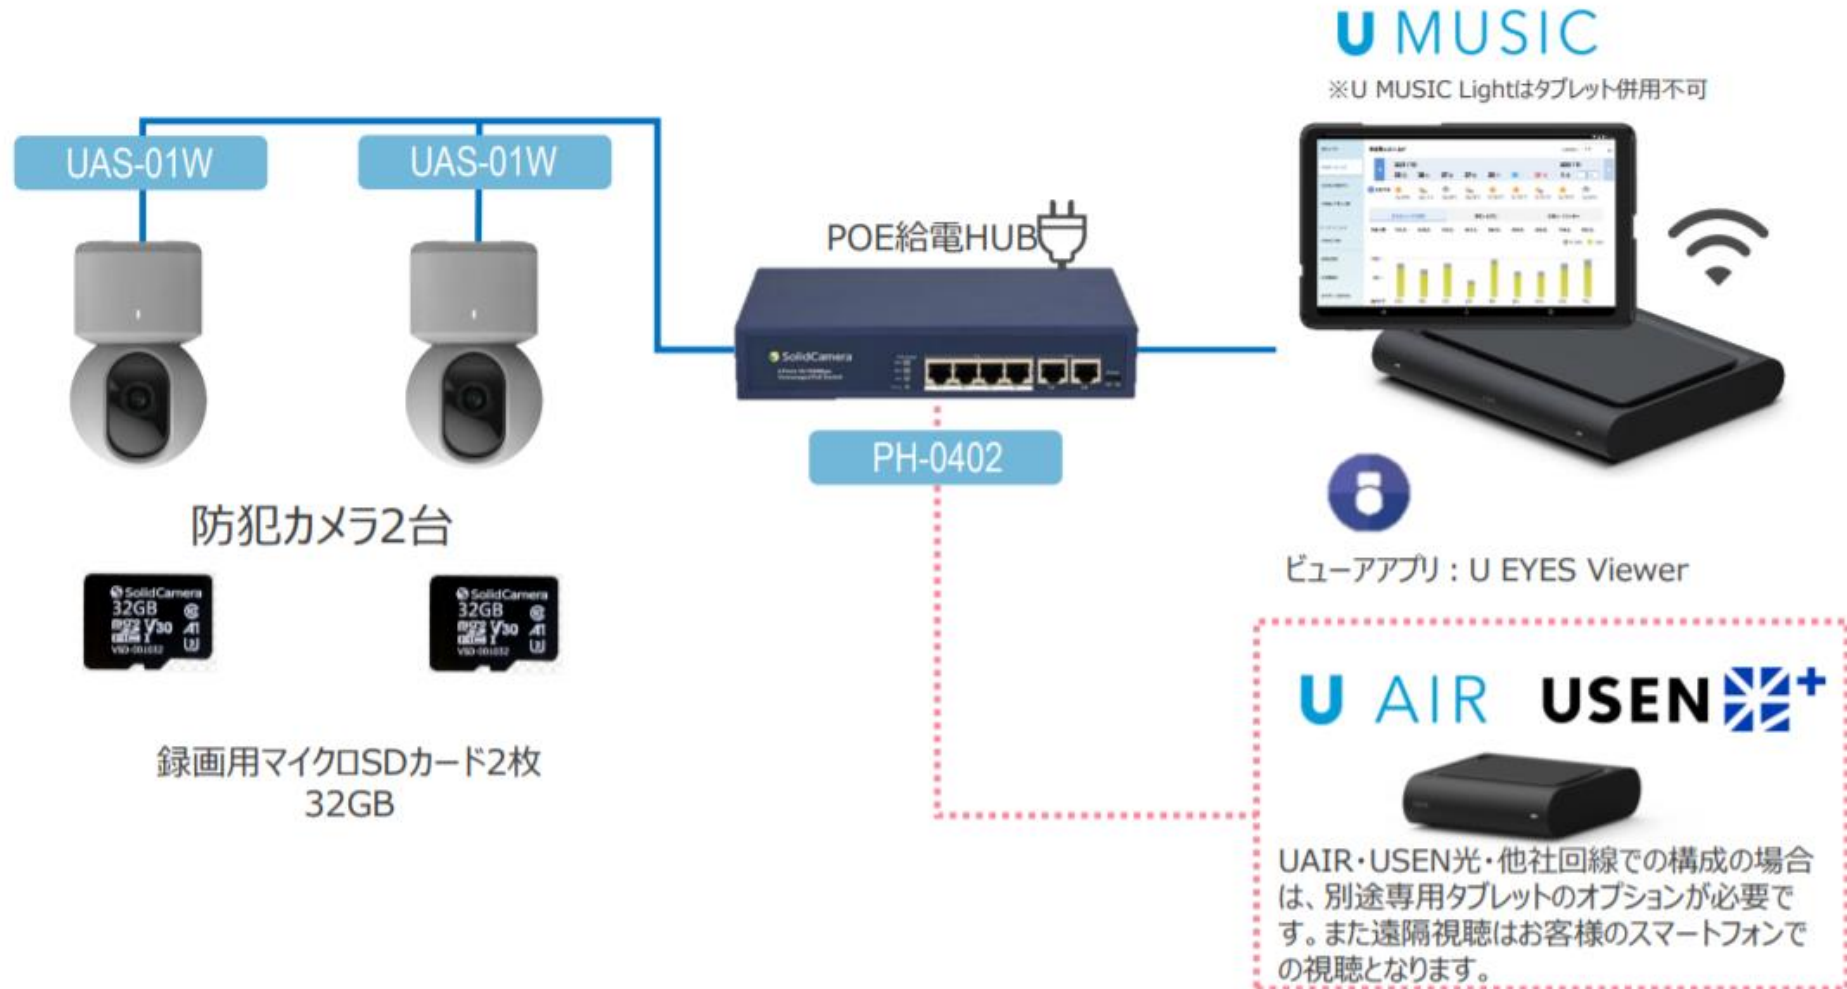 U MUSIC
※U MUSIC Lightはタブレット併用不可
UAS-01W
UAS-01W
POE給電HUB
SolidCamera
PH-0402
防犯カメラ2台
SolidCamera
32GB
V30
A1
SolidCamera
32GB
V30
A1
録画用マイクロSDカード2枚
32GB
ビューアアプリ：U EYES Viewer
U AIR USEN
UAIR・USEN光・他社回線での構成の場合
は、別途専用タブレットのオプションが必要で
す。また遠隔視聴はお客様のスマートフォンで
の視聴となります。